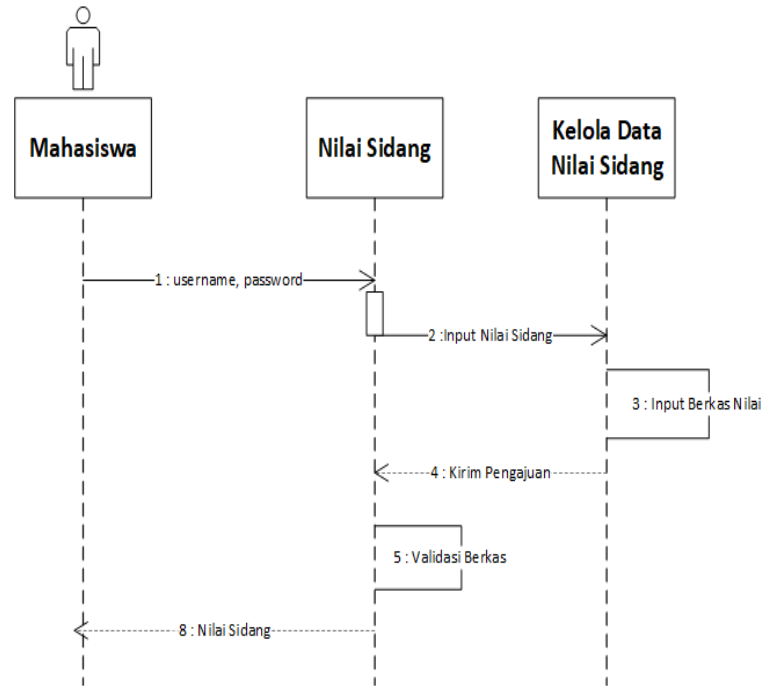 Mahasiswa
Nilai Sidang
Kelola Data
Nilai Sidang
1 : username, password
2 :Input Nilai Sidang
3 : Input Berkas Nilai
4 : Kirim Pengajuan
5 : Validasi Berkas
8 : Nilai Sidang